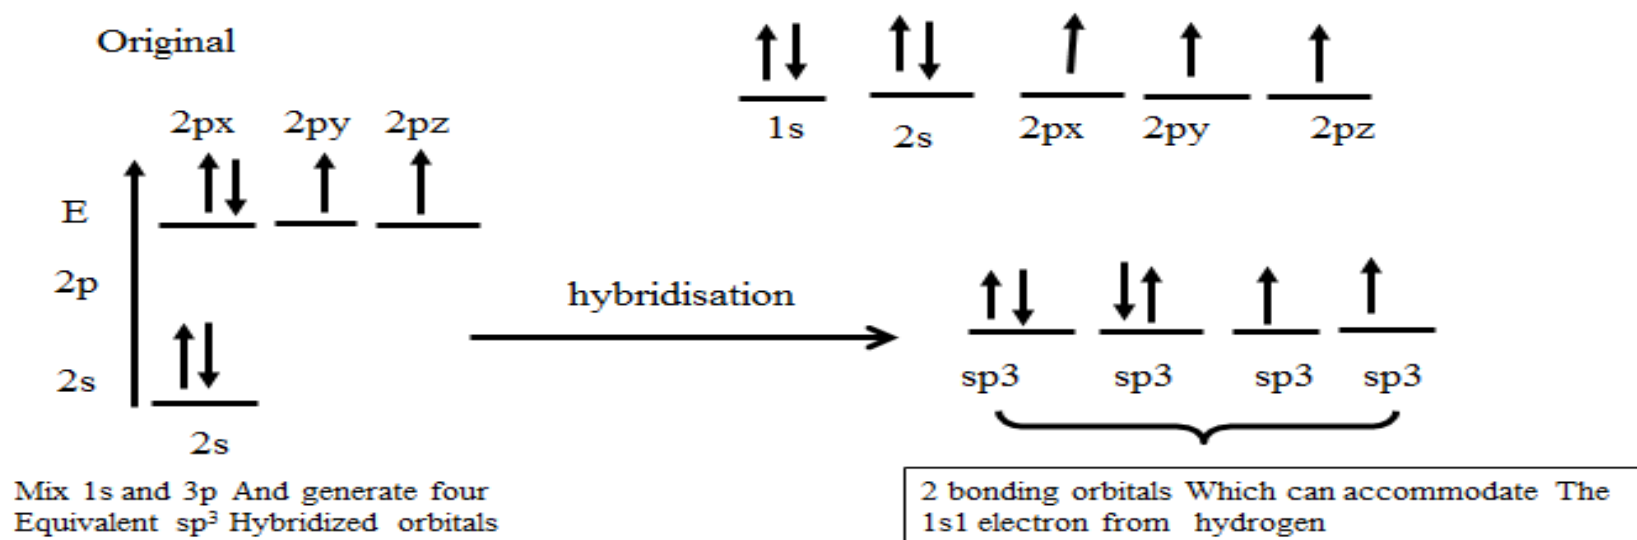 Original
1s 2s 2px 2py 2pz
2px 2py 2pz
E
2p
2s
2s
hybridisation
sp3 sp3 sp3 sp3
Mix 1s and 3p And generate four
Equivalent sp³ Hybridized orbitals
2 bonding orbitals Which can accommodate The
1s1 electron from hydrogen